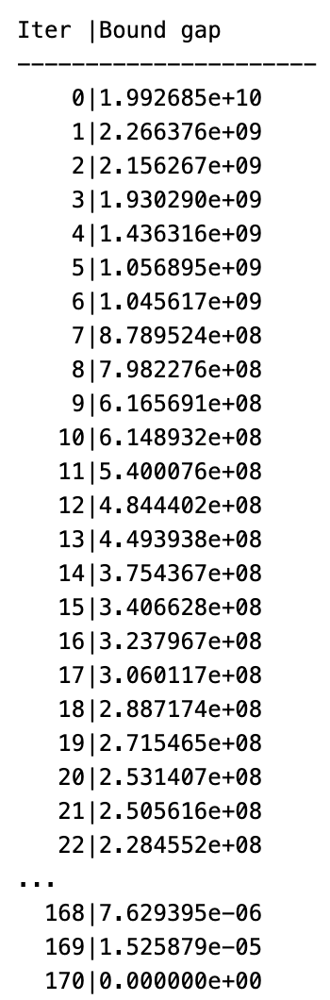 Iter |Bound gap
----------------------
    0|1.992685e+10
    1|2.266376e+09
    2|2.156267e+09
    3|1.930290e+09
    4|1.436316e+09
    5|1.056895e+09
    6|1.045617e+09
    7|8.789524e+08
    8|7.982276e+08
    9|6.165691e+08
   10|6.148932e+08
   11|5.400076e+08
   12|4.844402e+08
   13|4.493938e+08
   14|3.754367e+08
   15|3.406628e+08
   16|3.237967e+08
   17|3.060117e+08
   18|2.887174e+08
   19|2.715465e+08
   20|2.531407e+08
   21|2.505616e+08
   22|2.284552e+08
...
  168|7.629395e-06
  169|1.525879e-05
  170|0.000000e+00